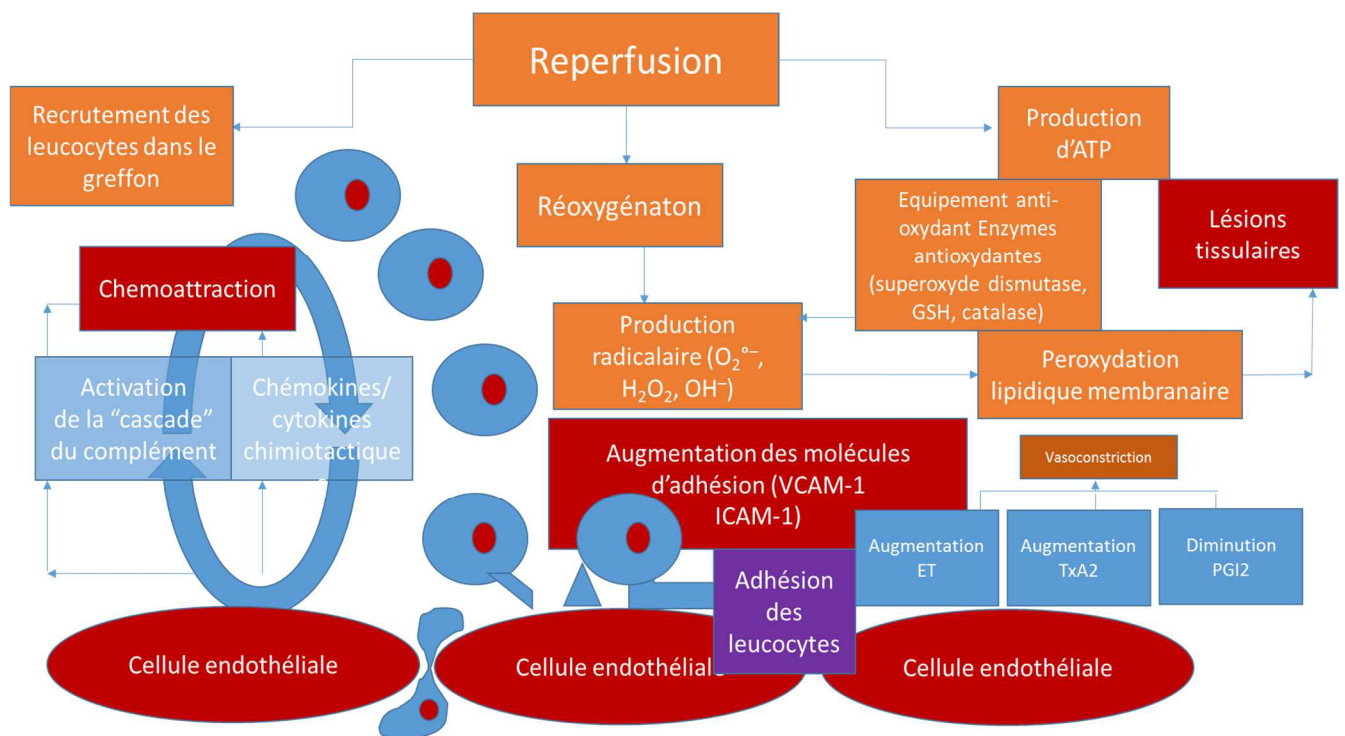 Reperfusion
Recrutement des
leucocytes dans le
greffon
Production
d’ATP
Réoxygénaton
Equipement anti-
oxydant Enzymes
antioxydantes
(superoxyde dismutase,
GSH, catalase)
Lésions
tissulaires
Chemoattraction
Production
radicalaire (O₂°⁻,
H₂O₂, OH⁻)
Peroxydation
lipidique membranaire
Activation
de la “cascade”
du complément
Chémokines/
cytokines
chimiotactique
Augmentation des molécules
d’adhésion (VCAM-1
ICAM-1)
Vasoconstriction
Augmentation
ET
Augmentation
TxA2
Diminution
PGI2
Adhésion
des
leucocytes
Cellule endothéliale
Cellule endothéliale
Cellule endothéliale